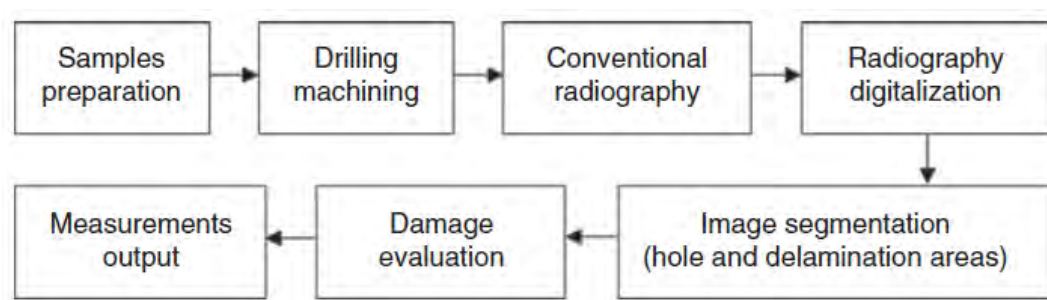 Samples
preparation
Drilling
machining
Conventional
radiography
Radiography
digitalization
Image segmentation
(hole and delamination areas)
Damage
evaluation
Measurements
output